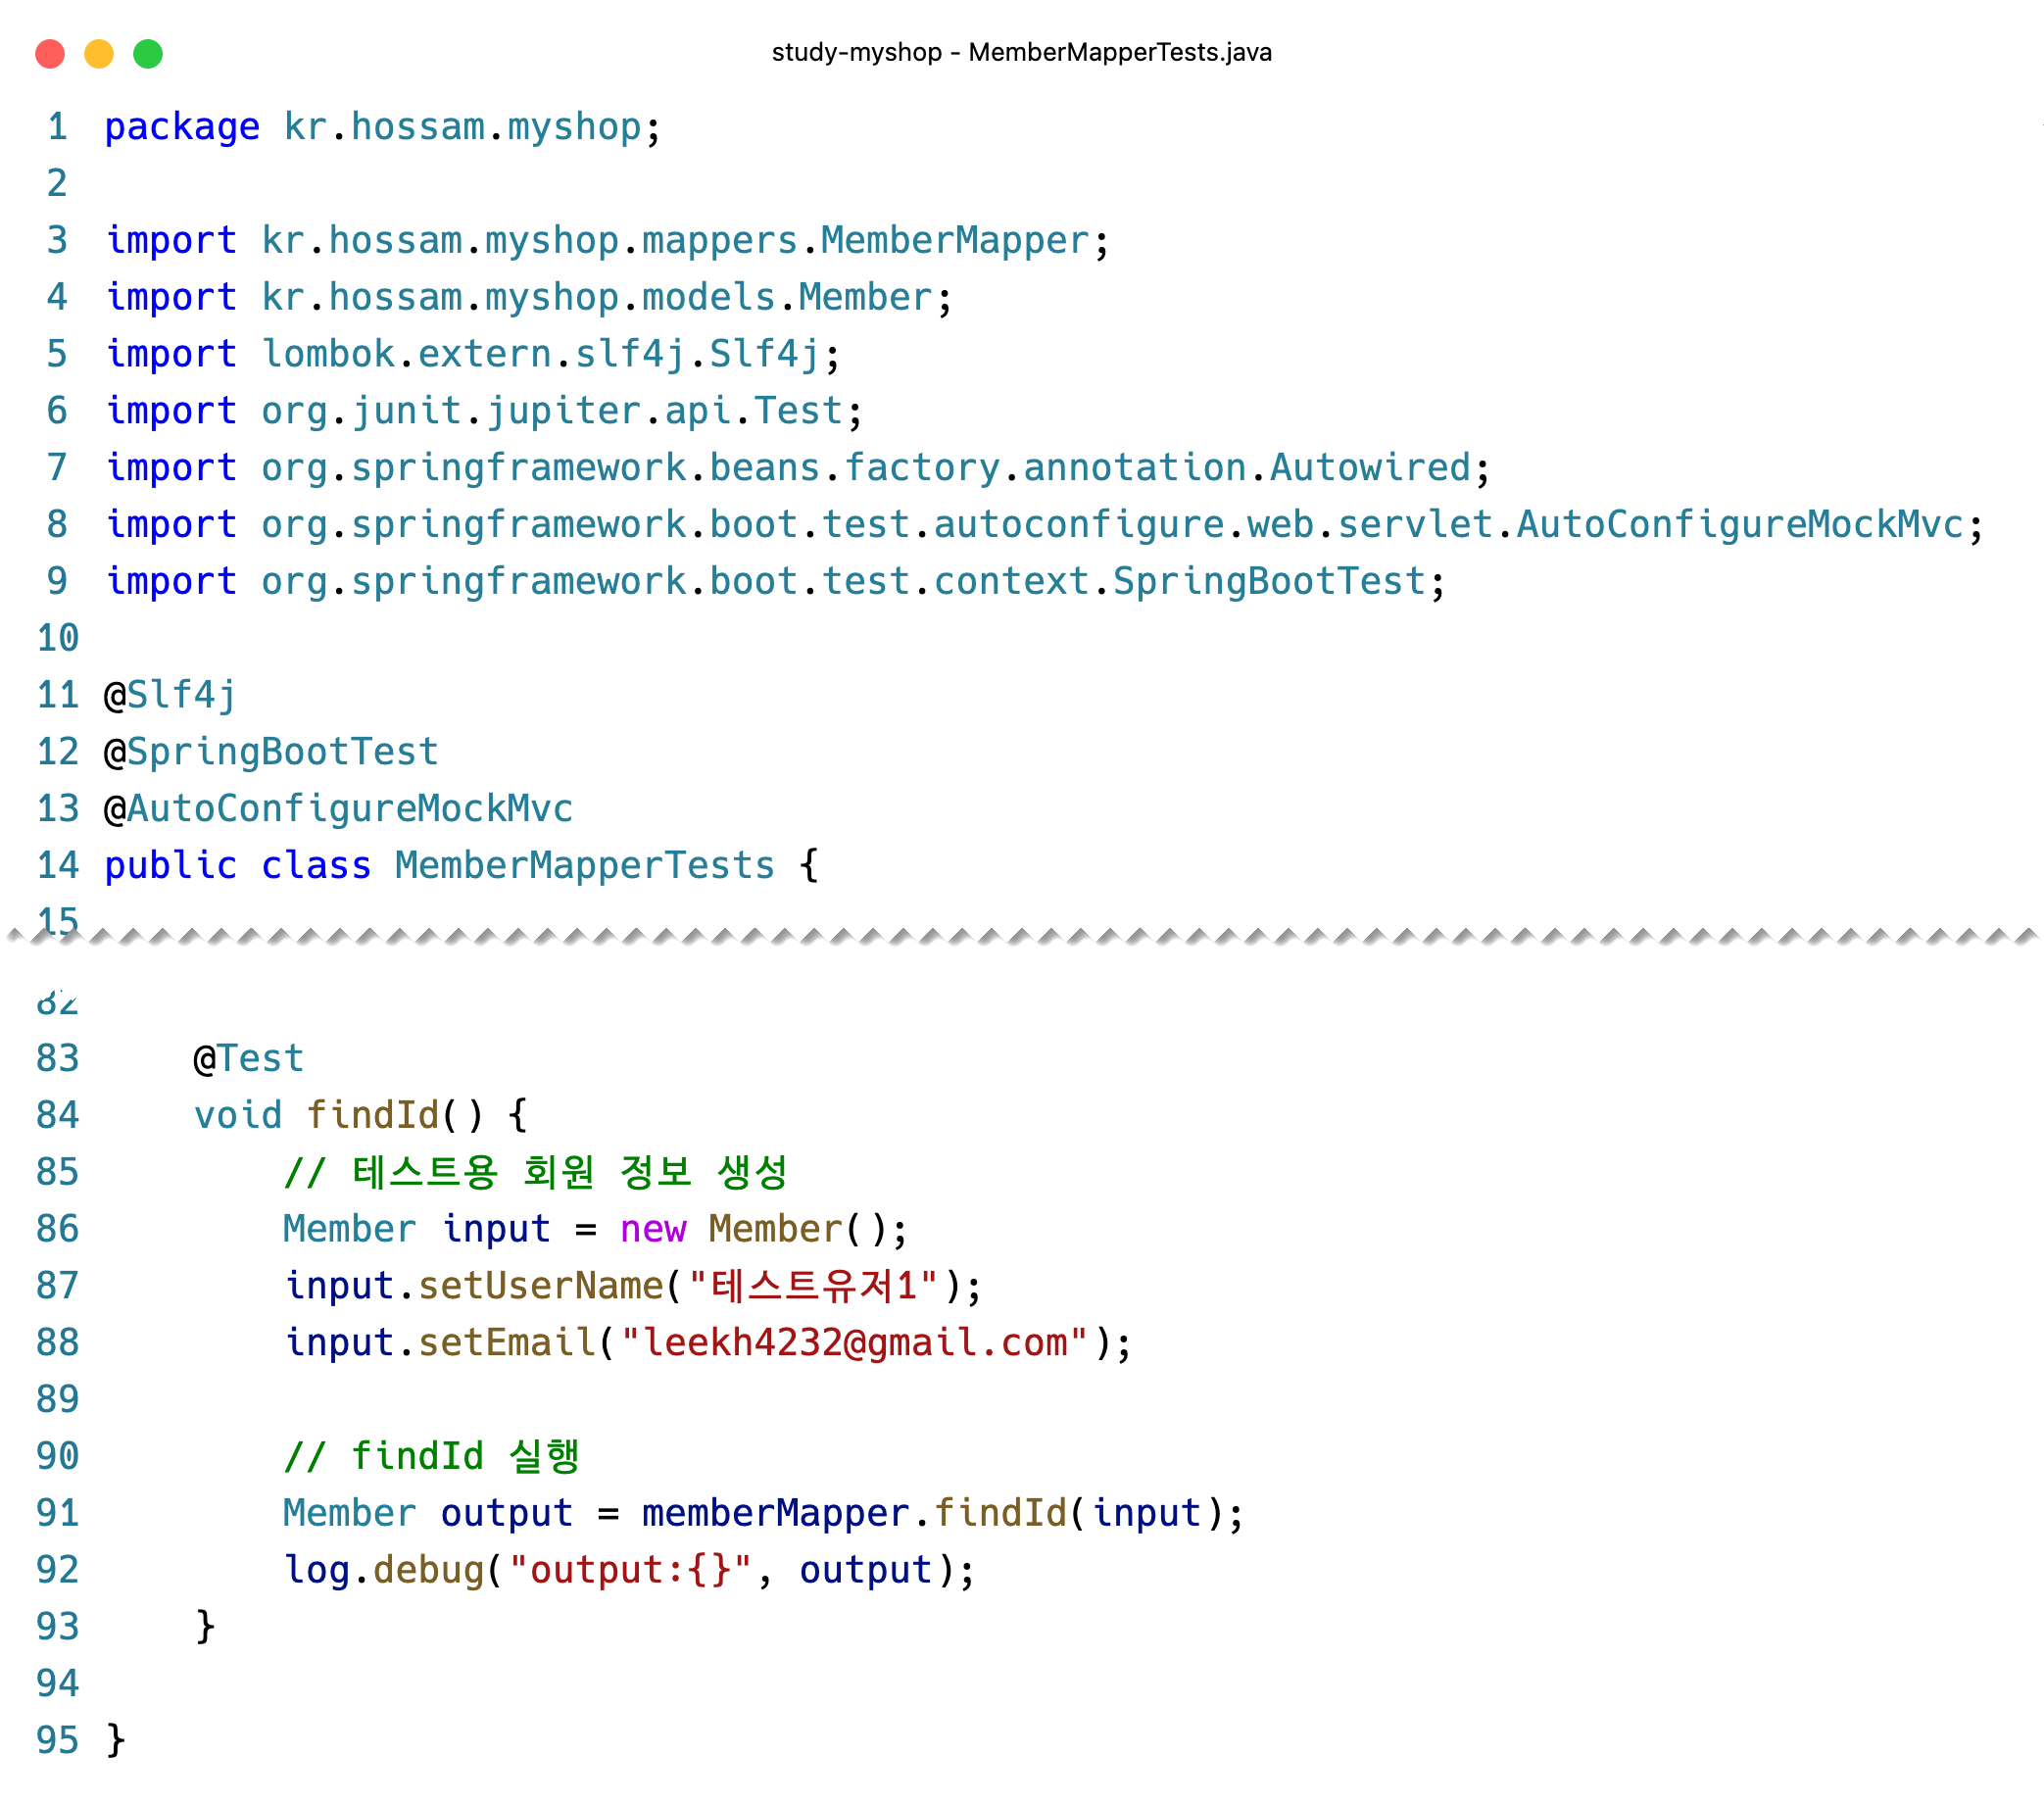 study-myshop - MemberMapperTests.java
1 package kr.hossam.myshop;
2
3 import kr.hossam.myshop.mappers.MemberMapper;
4 import kr.hossam.myshop.models.Member;
5 import lombok.extern.slf4j.Slf4j;
6 import org.junit.jupiter.api.Test;
7 import org.springframework.beans.factory.annotation.Autowired;
8 import org.springframework.boot.test.autoconfigure.web.servlet.AutoConfigureMockMvc;
9 import org.springframework.boot.test.context.SpringBootTest;
10
11 @Slf4j
12 @SpringBootTest
13 @AutoConfigureMockMvc
14 public class MemberMapperTests {
15
82
83     @Test
84     void findId() {
85         // 테스트용 회원 정보 생성
86         Member input = new Member();
87         input.setUserName("테스트유저1");
88         input.setEmail("leekh4232@gmail.com");
89
90         // findId 실행
91         Member output = memberMapper.findId(input);
92         log.debug("output:{}", output);
93     }
94
95 }